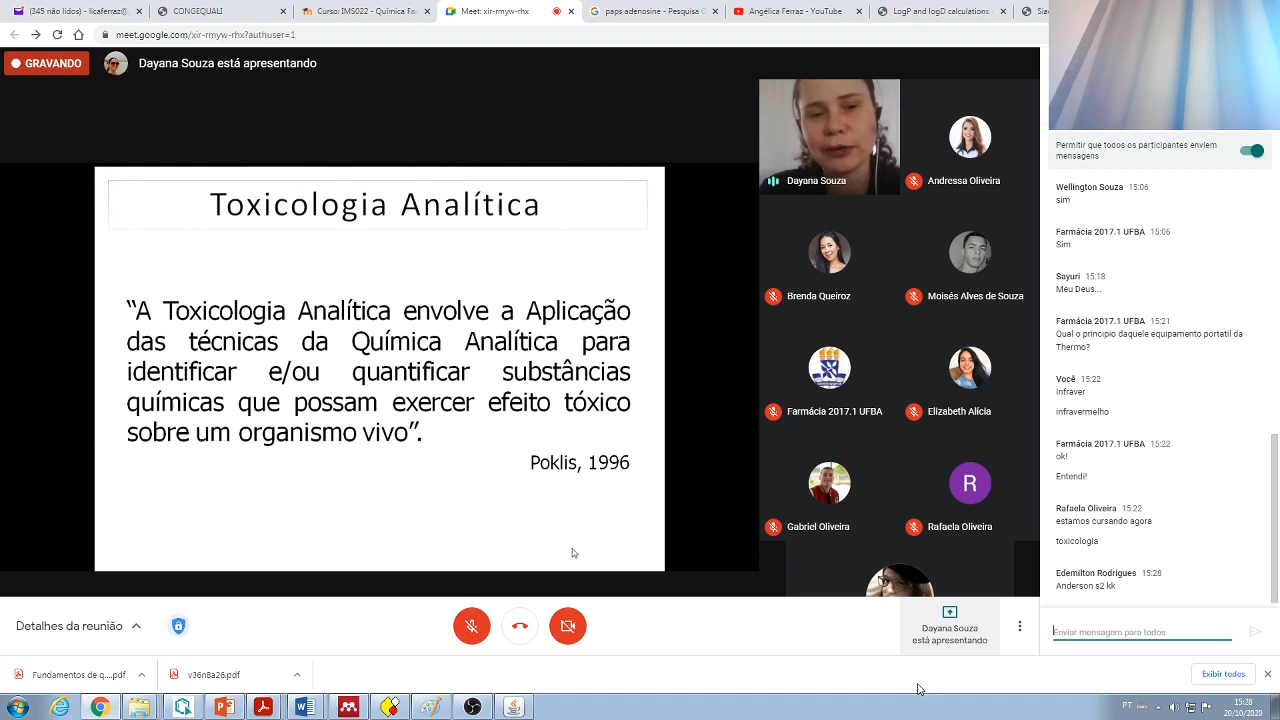 (345 não lidos) - licaferraz@
CONGEQUALI
Curso: IMS022 - Química Fa
Meet: xir-rmyw-rhx
paps adenosine - Pesquisa G
Angélica Ferraz - YouTube
LogP and logD calculations -
Sia
meet.google.com/xir-rmyw-rhx?authuser=1
GRAVANDO
Dayana Souza está apresentando
Toxicologia Analítica
“A Toxicologia Analítica envolve a Aplicação
das técnicas da Química Analítica para
identificar e/ou quantificar substâncias
químicas que possam exercer efeito tóxico
sobre um organismo vivo”.
Poklis, 1996
Dayana Souza
Andressa Oliveira
Brenda Queiroz
Moisés Alves de Souza
Farmácia 2017.1 UFBA
Elizabeth Alícia
Gabriel Oliveira
R
Rafaela Oliveira
Permitir que todos os participantes enviem
mensagens
Wellington Souza 15:06
sim
Farmácia 2017.1 UFBA 15:06
Sim
Sayuri 15:18
Meu Deus...
Farmácia 2017.1 UFBA 15:21
Qual o principio daquele equipamento portatil da
Thermo?
Você 15:22
Infraver
infravermelho
Farmácia 2017.1 UFBA 15:22
ok!
Entendi!
Rafaela Oliveira 15:22
estamos cursando agora
toxicologia
Edemilton Rodrigues 15:28
Anderson s2 kk
Enviar mensagem para todos
Detalhes da reunião
Dayana Souza
está apresentando
Fundamentos de q....pdf
v36n8a26.pdf
Exibir todos
PT
15:28
20/10/2020